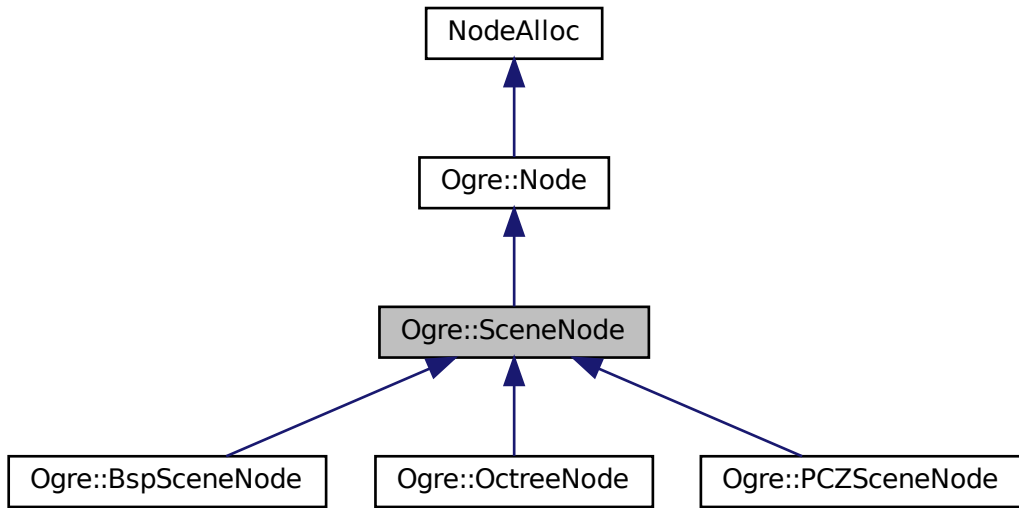 NodeAlloc
Ogre::Node
Ogre::SceneNode
Ogre::BspSceneNode
Ogre::OctreeNode
Ogre::PCZSceneNode